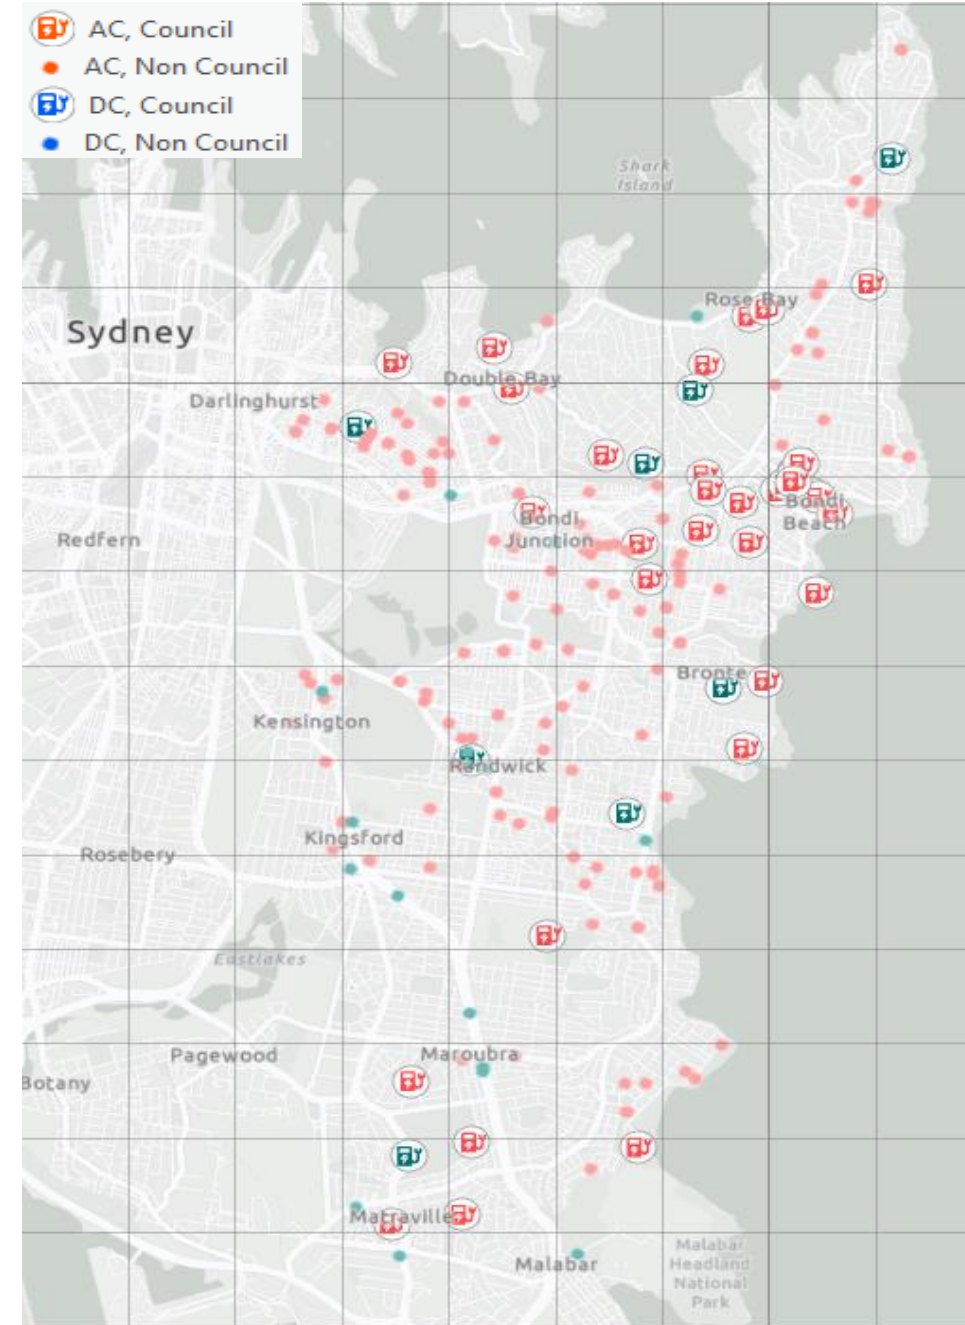 AC, Council
AC, Non Council
DC, Council
DC, Non Council
Shark
Island
Rose Bay
Sydney
Double Bay
Darlinghurst
Bondi
Beach
Bondi
Junction
Redfern
Bronte
Kensington
Randwick
Kingsford
Rosebery
Eastlakes
Pagewood
Maroubra
Botany
Matraville
Malabar
Malabar
Headland
National
Park